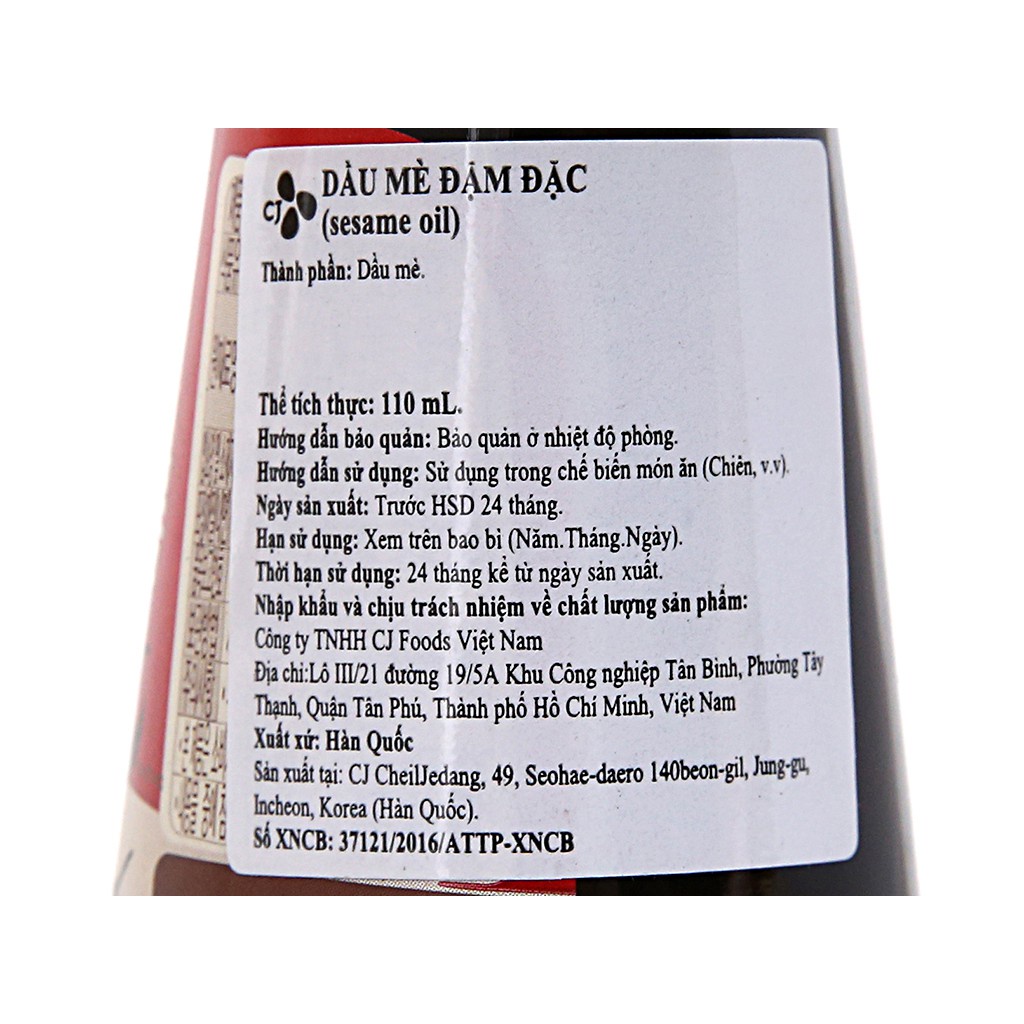 CJ
DẦU MÈ ĐẬM ĐẶC
(sesame oil)
Thành phần: Dầu mè.
Thể tích thực: 110 mL.
Hướng dẫn bảo quản: Bảo quản ở nhiệt độ phòng.
Hướng dẫn sử dụng: Sử dụng trong chế biến món ăn (Chiên, v.v).
Ngày sản xuất: Trước HSD 24 tháng.
Hạn sử dụng: Xem trên bao bì (Năm.Tháng.Ngày).
Thời hạn sử dụng: 24 tháng kể từ ngày sản xuất.
Nhập khẩu và chịu trách nhiệm về chất lượng sản phẩm:
Công ty TNHH CJ Foods Việt Nam
Địa chỉ:Lô III/21 đường 19/5A Khu Công nghiệp Tân Bình, Phường Tây
Thạnh, Quận Tân Phú, Thành phố Hồ Chí Minh, Việt Nam
Xuất xứ: Hàn Quốc
Sản xuất tại: CJ CheilJedang, 49, Seohae-daero 140beon-gil, Jung-gu,
Incheon, Korea (Hàn Quốc).
Số XNCB: 37121/2016/ATTP-XNCB